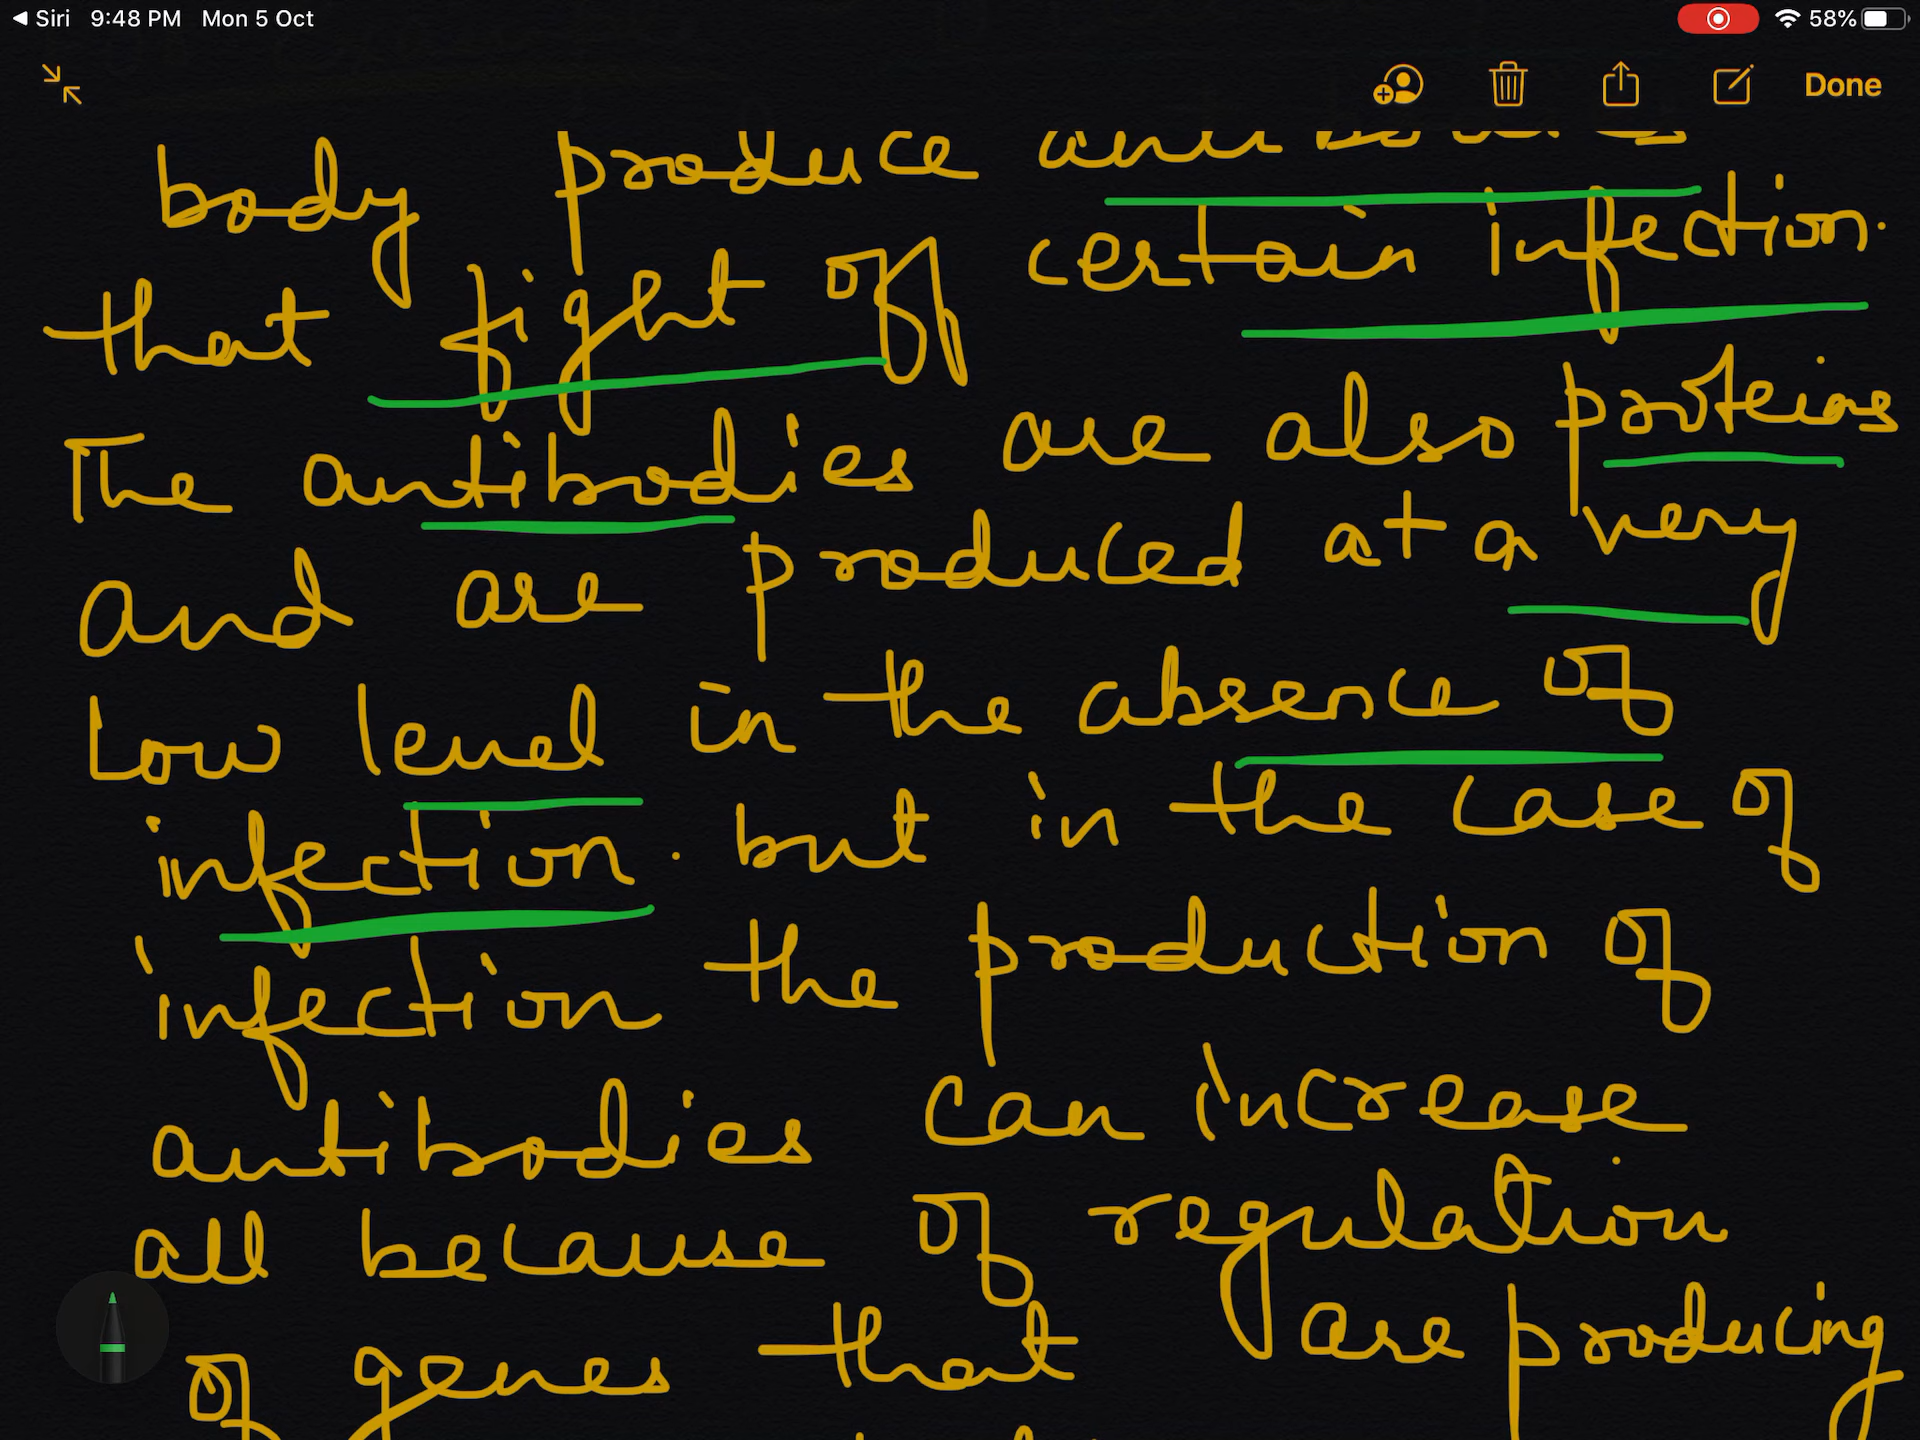 Siri 9:48 PM Mon 5 Oct 58%
Done
body produce antibodies
that fight off certain infection.
The antibodies are also proteins
and are produced at a very
low level in the absence of
infection. but in the case of
infection the production of
antibodies can increase
all because of regulation
of genes that are producing